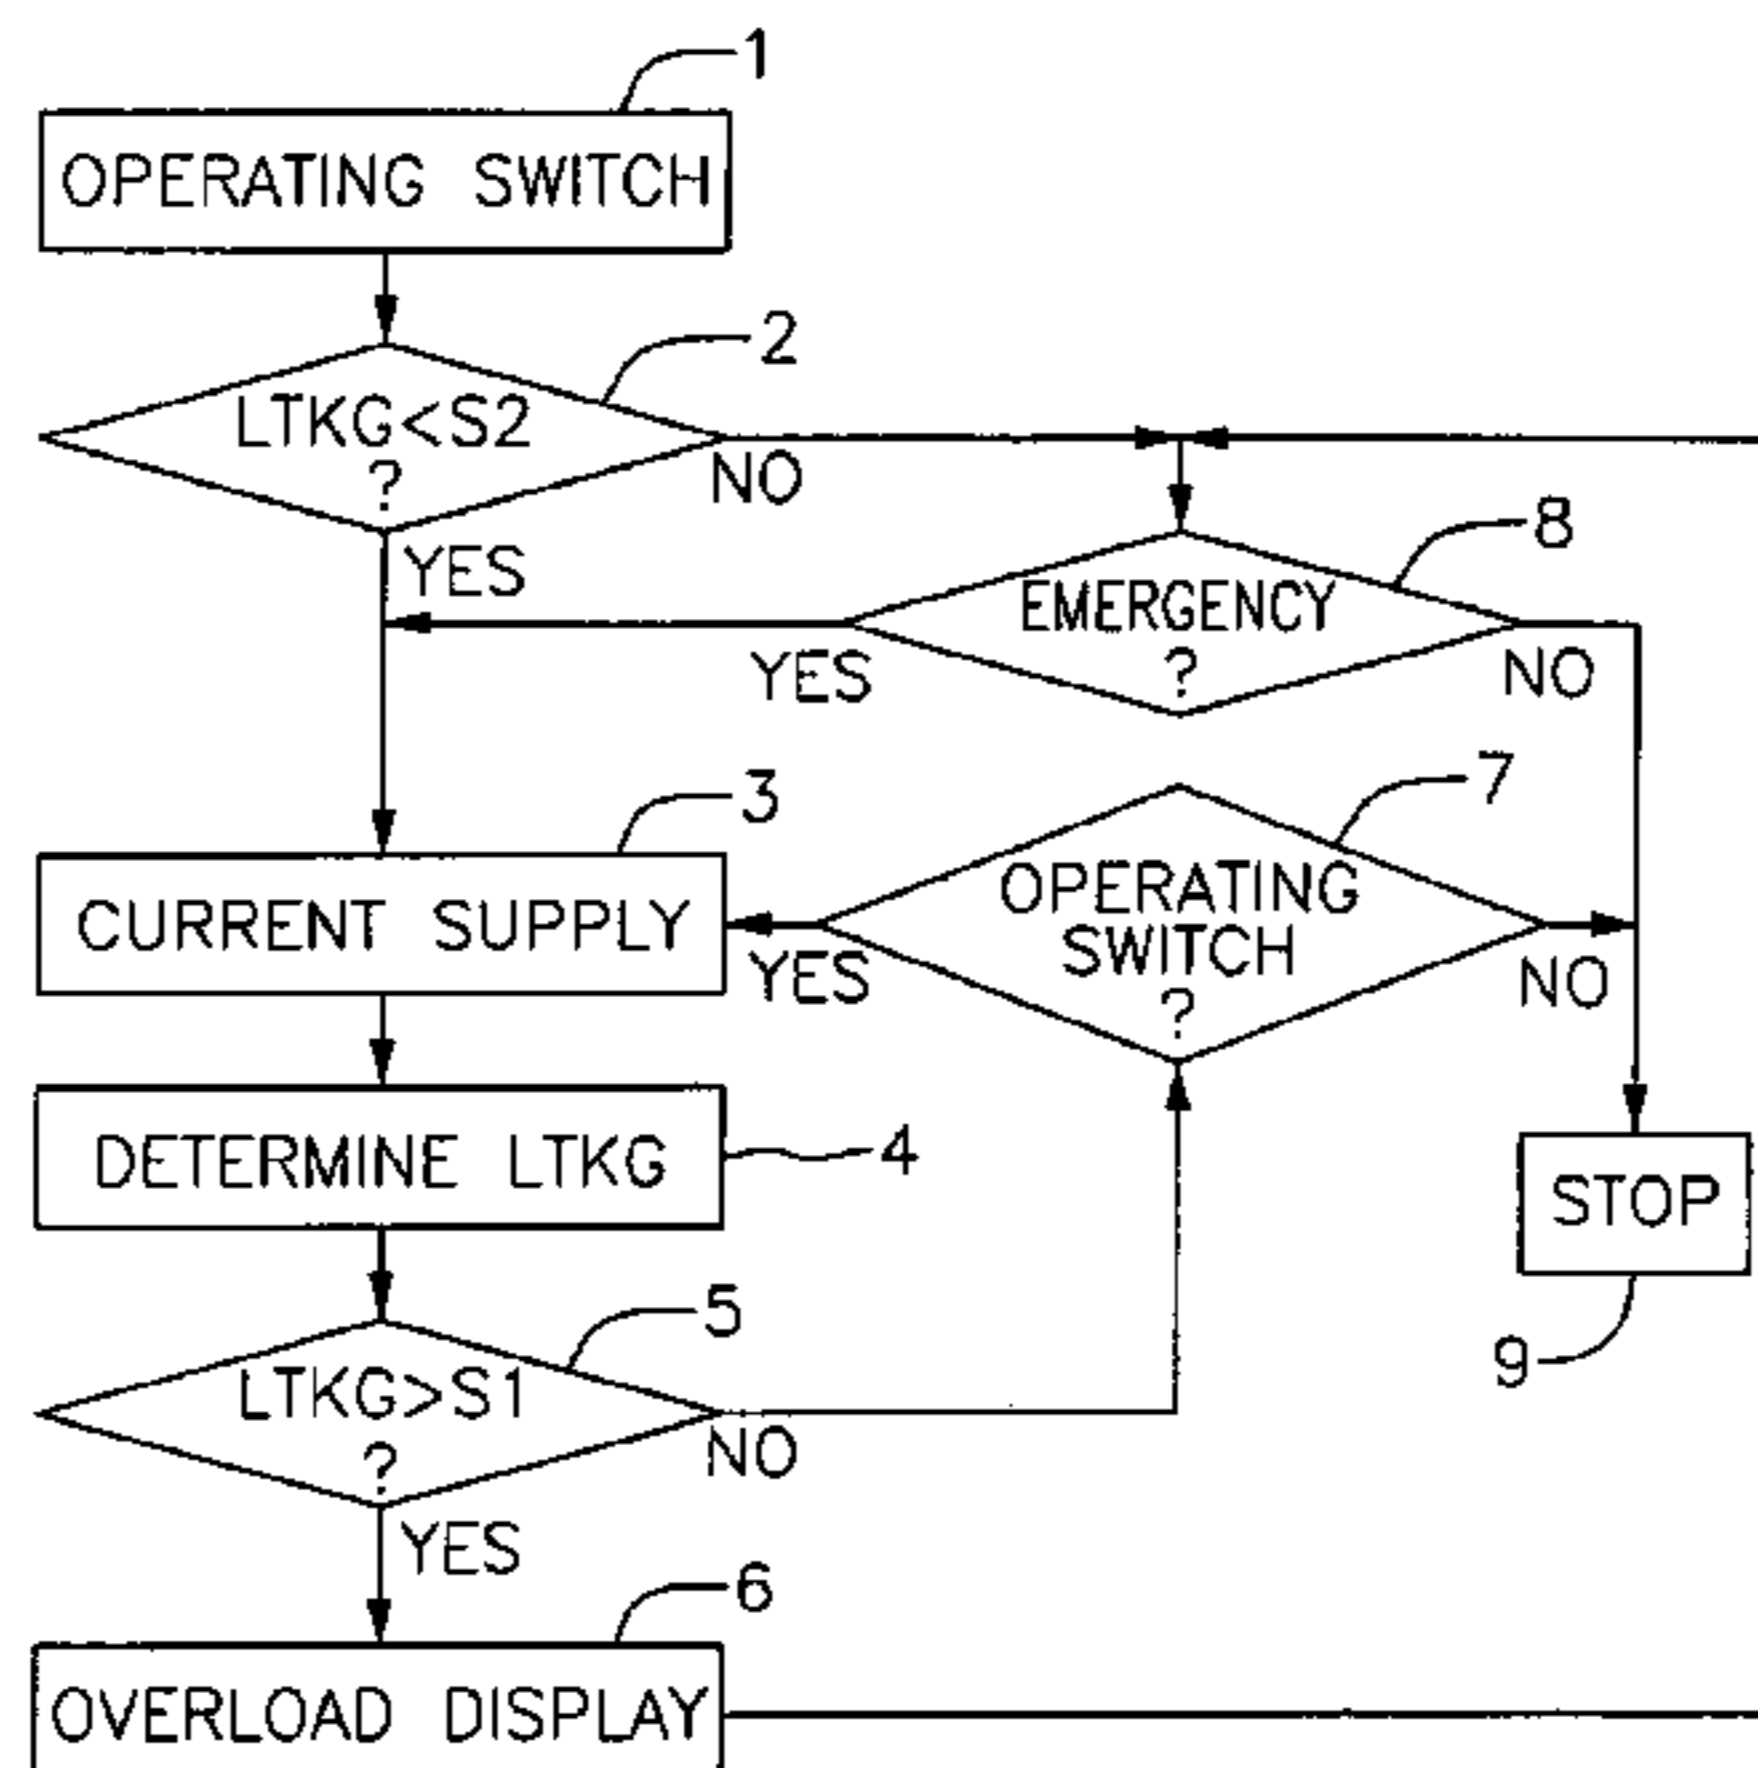 1
OPERATING SWITCH
2
LTKG<S2
?
NO
YES
8
EMERGENCY
?
YES
NO
3
7
CURRENT SUPPLY
OPERATING
SWITCH
?
YES
NO
DETERMINE LTKG
4
STOP
9
5
LTKG>S1
?
NO
YES
6
OVERLOAD DISPLAY